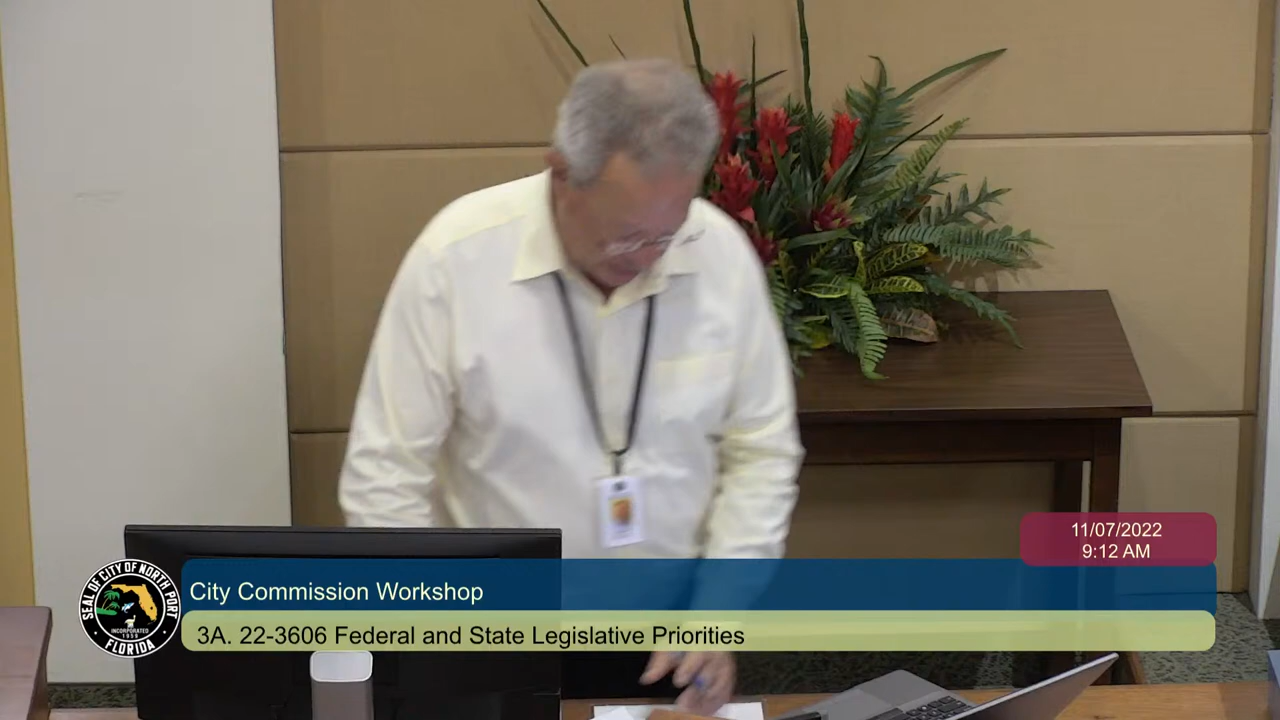 11/07/2022
9:12 AM
City Commission Workshop
3A. 22-3606 Federal and State Legislative Priorities
SEAL OF CITY OF NORTH PORT
INCORPORATED
1959
FLORIDA